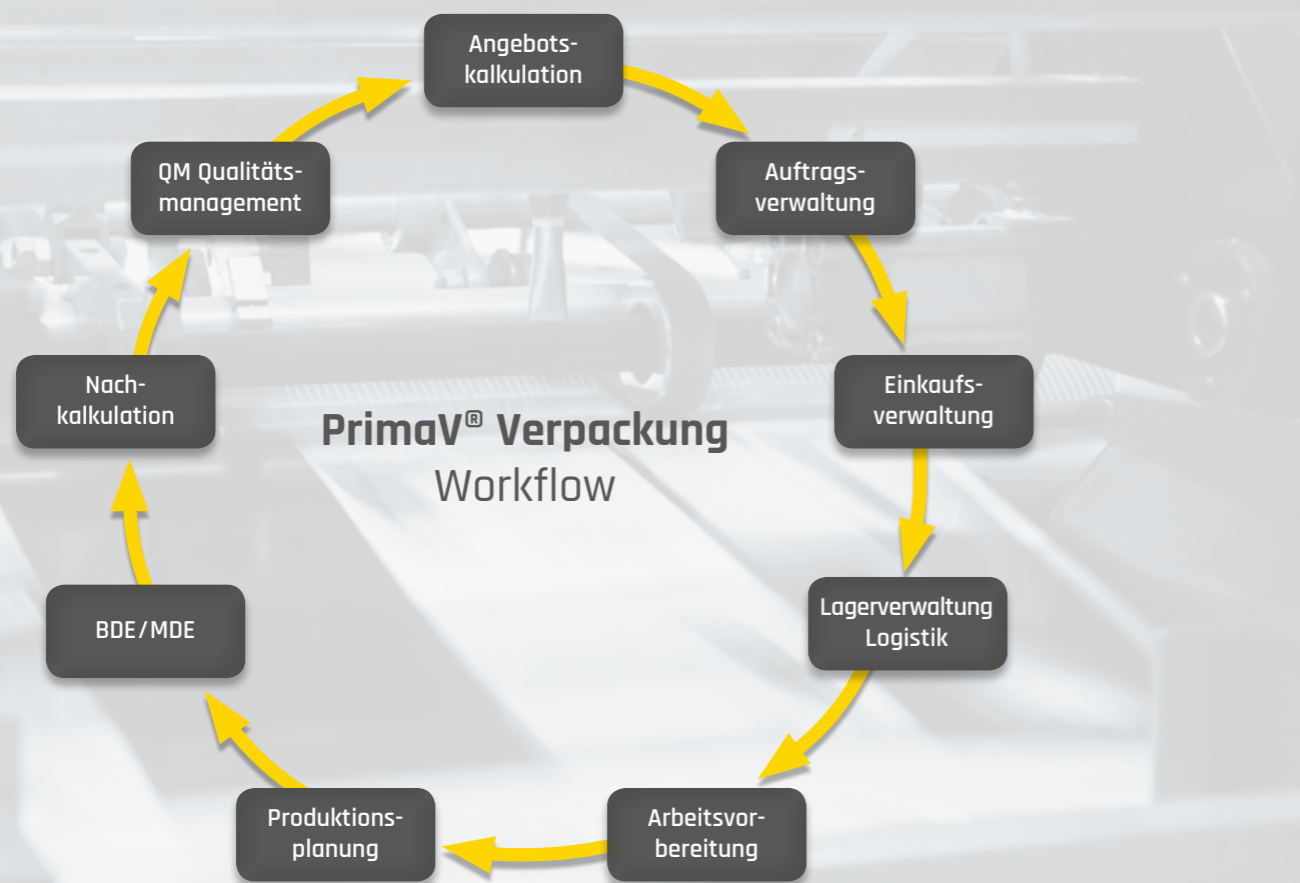 Angebots-
kalkulation
Auftrags-
verwaltung
Einkaufs-
verwaltung
Lagerverwaltung
Logistik
Arbeitsvor-
bereitung
Produktions-
planung
BDE/MDE
Nach-
kalkulation
QM Qualitäts-
management
PrimaV® Verpackung
Workflow